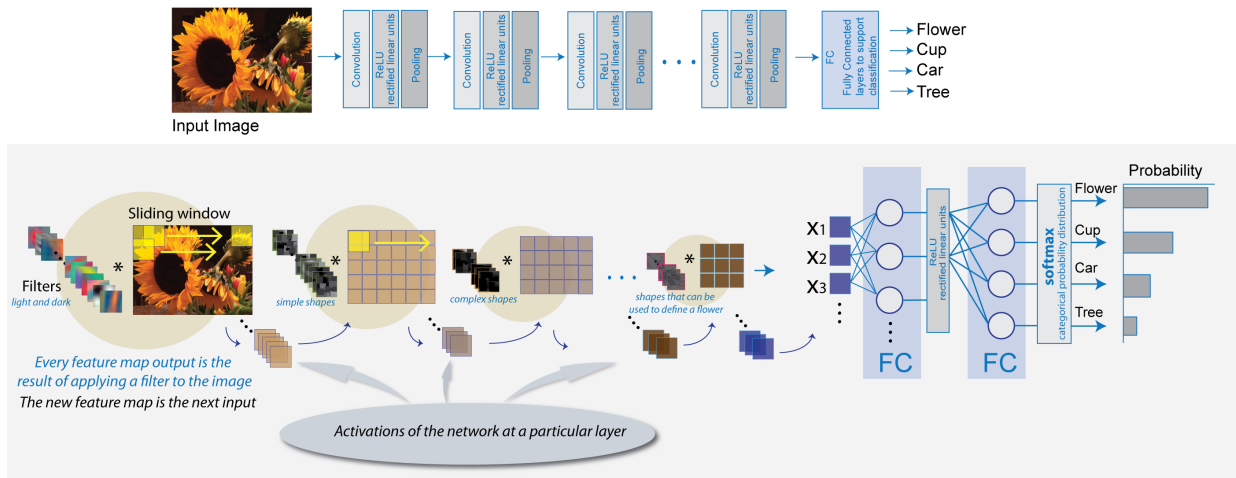 Input Image
Convolution
ReLU
rectified linear units
Pooling
Convolution
ReLU
rectified linear units
Pooling
Convolution
ReLU
rectified linear units
Pooling
Convolution
ReLU
rectified linear units
Pooling
FC
Fully Connected
layers to support
classification
Flower
Cup
Car
Tree
Sliding window
Filters
light and dark
*
simple shapes
*
complex shapes
*
shapes that can be
used to define a flower
*
Every feature map output is the
result of applying a filter to the image
The new feature map is the next input
Activations of the network at a particular layer
X1
X2
X3
FC
ReLU
rectified linear units
FC
softmax
categorical probability distribution
Probability
Flower
Cup
Car
Tree